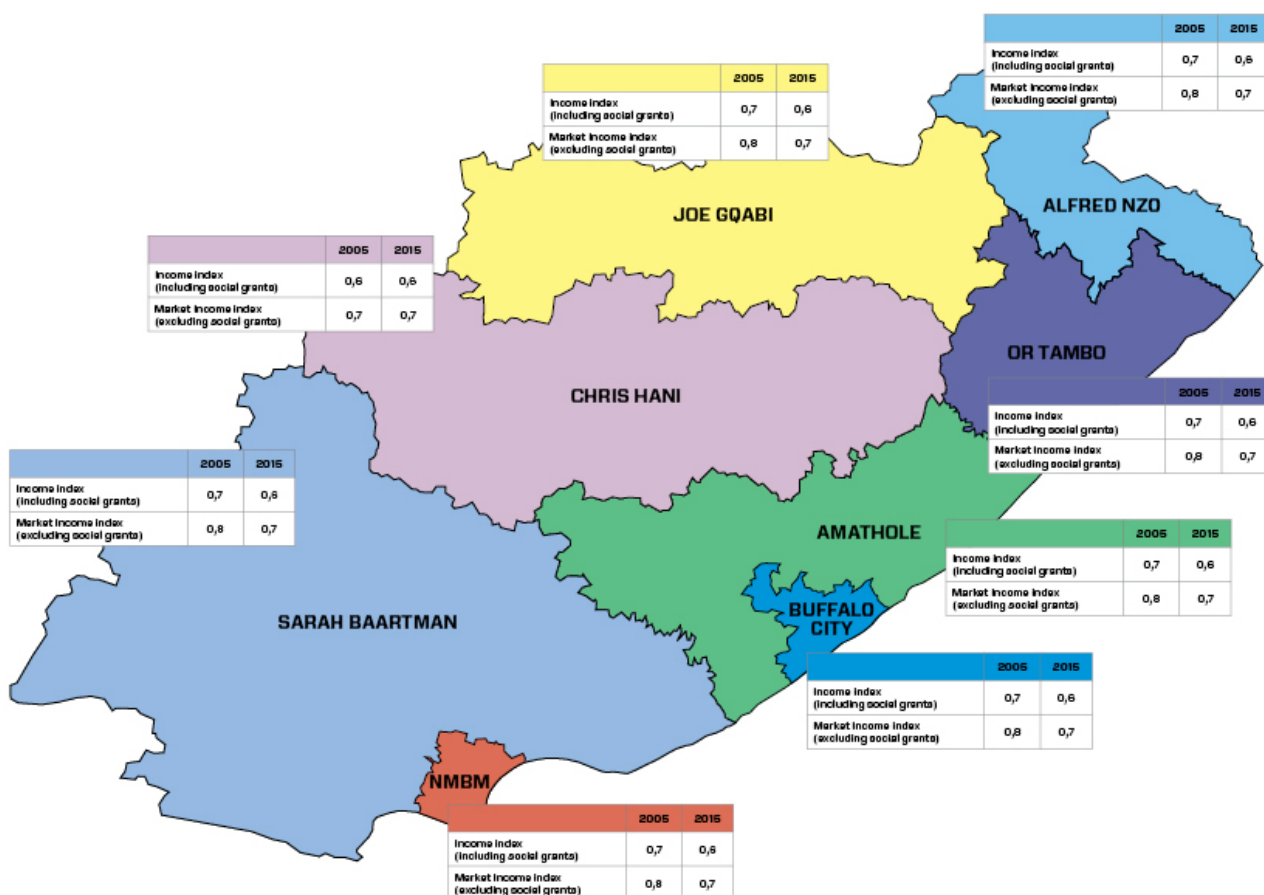 2005 2015
Income Index 0,7 0,6
(including social grants)
Market Income Index 0,8 0,7
(excluding social grants)
2005 2015
Income Index 0,7 0,6
(including social grants)
Market Income Index 0,8 0,7
(excluding social grants)
JOE GQABI
ALFRED NZO
2005 2015
Income Index 0,6 0,6
(including social grants)
Market Income Index 0,7 0,7
(excluding social grants)
OR TAMBO
CHRIS HANI
2005 2015
Income Index 0,7 0,6
(including social grants)
Market Income Index 0,8 0,7
(excluding social grants)
2005 2015
Income Index 0,7 0,6
(including social grants)
Market Income Index 0,8 0,7
(excluding social grants)
AMATHOLE
2005 2015
Income Index 0,7 0,6
(including social grants)
Market Income Index 0,8 0,7
(excluding social grants)
BUFFALO
CITY
SARAH BAARTMAN
2005 2015
Income Index 0,7 0,6
(including social grants)
Market Income Index 0,8 0,7
(excluding social grants)
NMBM
2005 2015
Income Index 0,7 0,6
(including social grants)
Market Income Index 0,8 0,7
(excluding social grants)